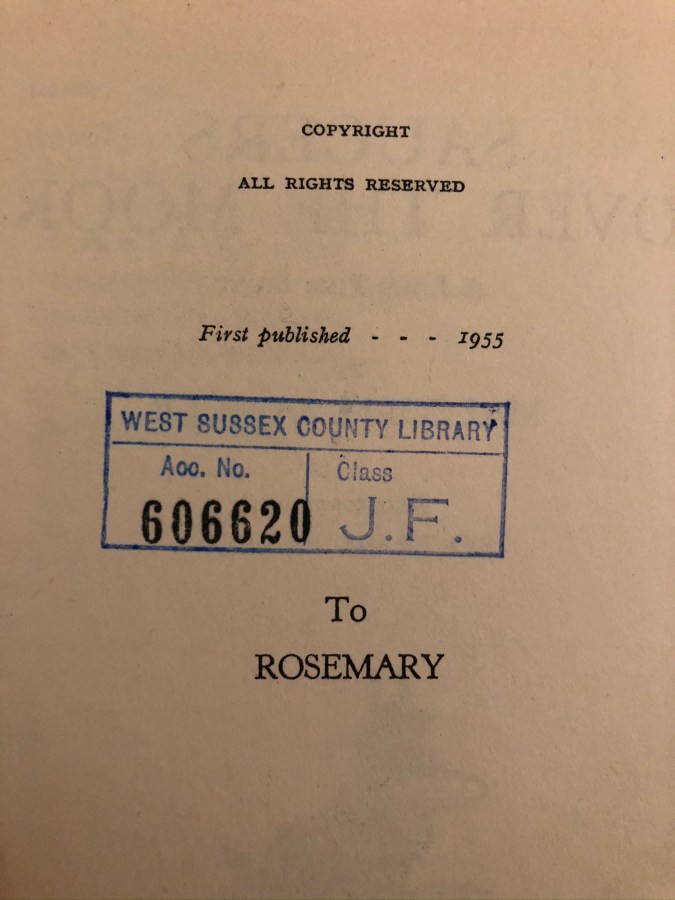 COPYRIGHT
ALL RIGHTS RESERVED
First published - - - 1955
WEST SUSSEX COUNTY LIBRARY
Acc. No. Class
606620 J.F.
To
ROSEMARY